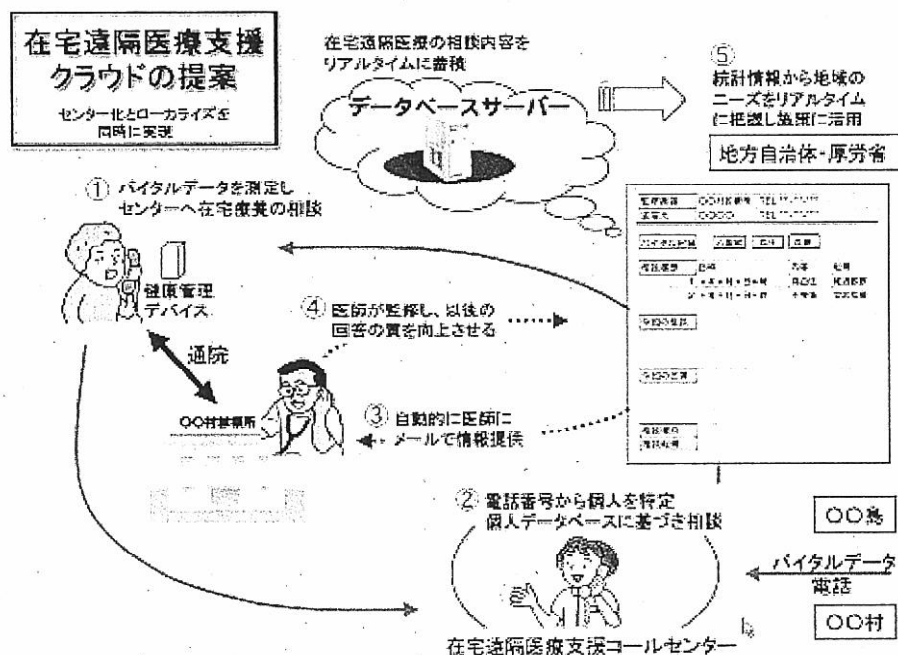 在宅遠隔医療支援
クラウドの提案
センター化とローカライズを
同時に実現
在宅遠隔医療の相談内容を
リアルタイムに蓄積
データベースサーバー
⑤
統計情報から地域の
ニーズをリアルタイム
に把握し施策に活用
地方自治体・厚労省
① バイタルデータを測定し
センターへ在宅療養の相談
健康管理
デバイス
通院
④ 医師が監修し、以後の
回答の質を向上させる
〇〇村診療所
③ 自動的に医師に
メールで情報提供
② 電話番号から個人を特定
個人データベースに基づき相談
〇〇島
バイタルデータ
電話
〇〇村
在宅遠隔医療支援コールセンター